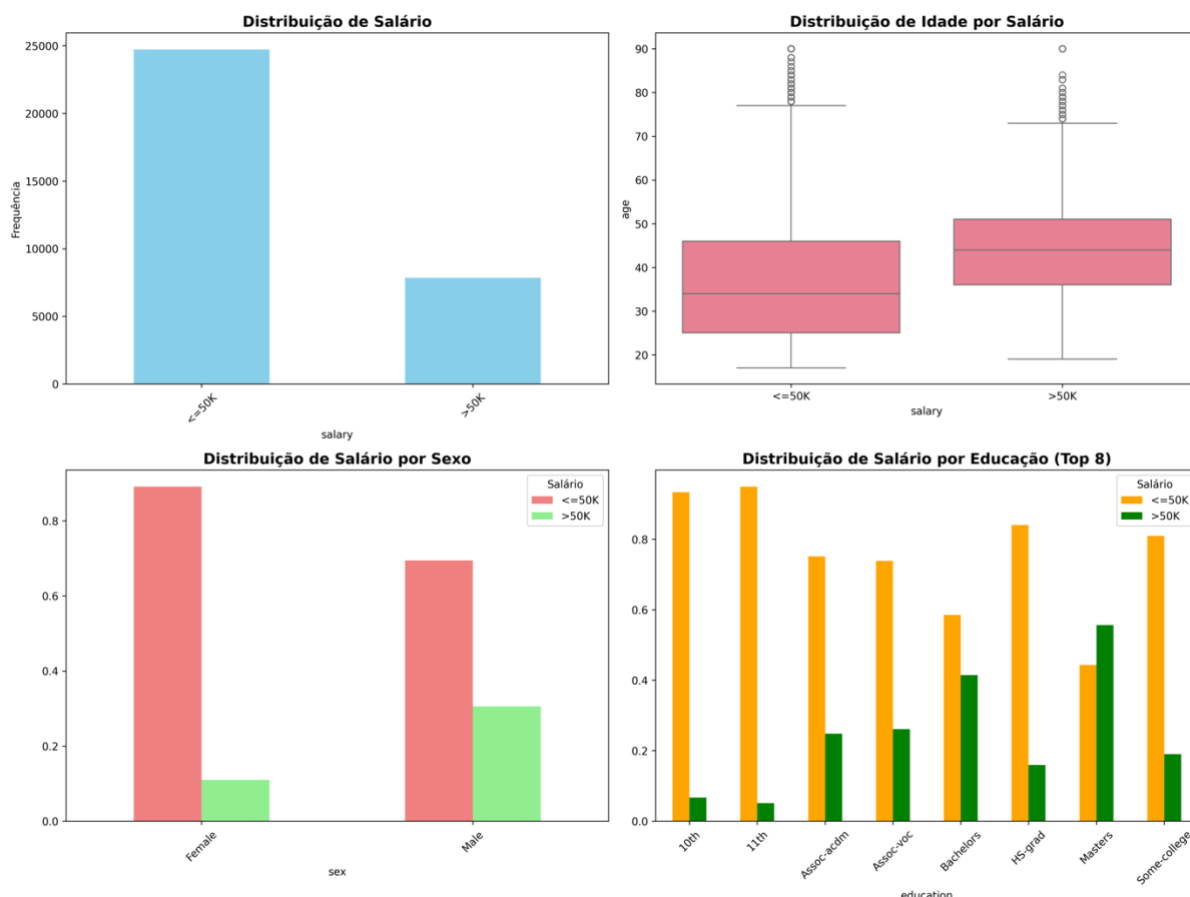 Distribuição de Salário
Frequência
25000
20000
15000
10000
5000
0
<=50K
>50K
salary
Distribuição de Idade por Salário
age
90
80
70
60
50
40
30
20
<=50K
>50K
salary
Distribuição de Salário por Sexo
Salário
<=50K
>50K
0.8
0.6
0.4
0.2
0.0
Female
Male
sex
Distribuição de Salário por Educação (Top 8)
Salário
<=50K
>50K
0.8
0.6
0.4
0.2
0.0
10th
11th
Assoc-acdm
Assoc-voc
Bachelors
HS-grad
Masters
Some-college
education